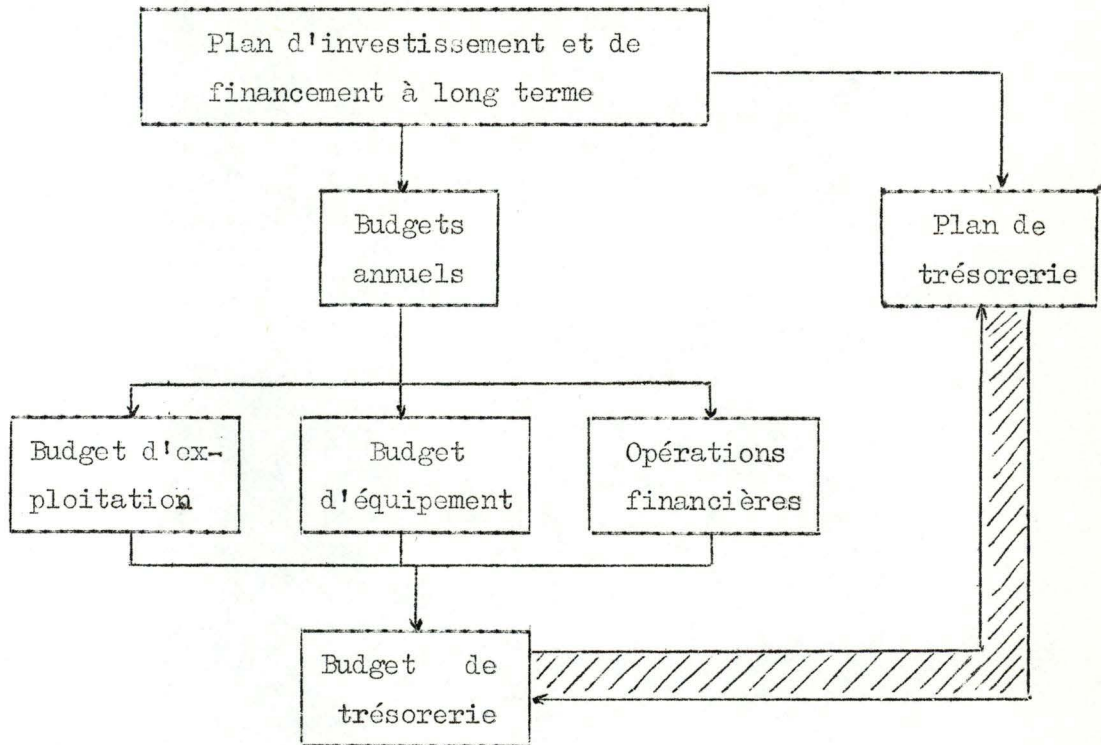 Plan d'investissement et de
financement à long terme
Budgets
annuels
Plan de
trésorerie
Budget d'ex-
ploitation
Budget
d'équipement
Opérations
financières
Budget de
trésorerie